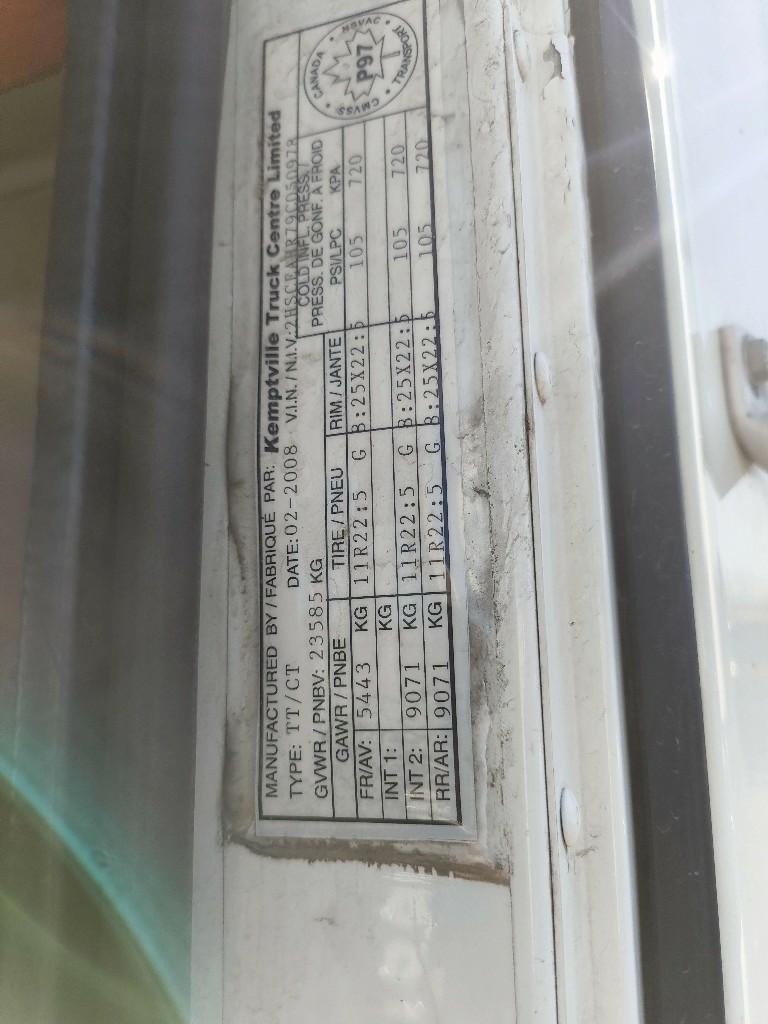 MANUFACTURED BY / FABRIQUÉ PAR: Kemptville Truck Centre Limited
TYPE: TT/CT DATE: 02-2008 V.I.N. / N.I.V.:
GVWR / PNBV: 23585 KG COLD INFL. PRESS. /
PRESS. DE GONF. À FROID
GAWR / PNBE TIRE / PNEU RIM / JANTE PSI/LPC KPA
FR/AV: 5443 KG 11R22:5 G 8:25X22:5 105 720
INT 1: KG
INT 2: 9071 KG 11R22:5 G 8:25X22:5 105 720
RR/AR: 9071 KG 11R22:5 G 8:25X22:5 105 720
CANADA • NSVAC • TRANSPORT • CMVSS
P97